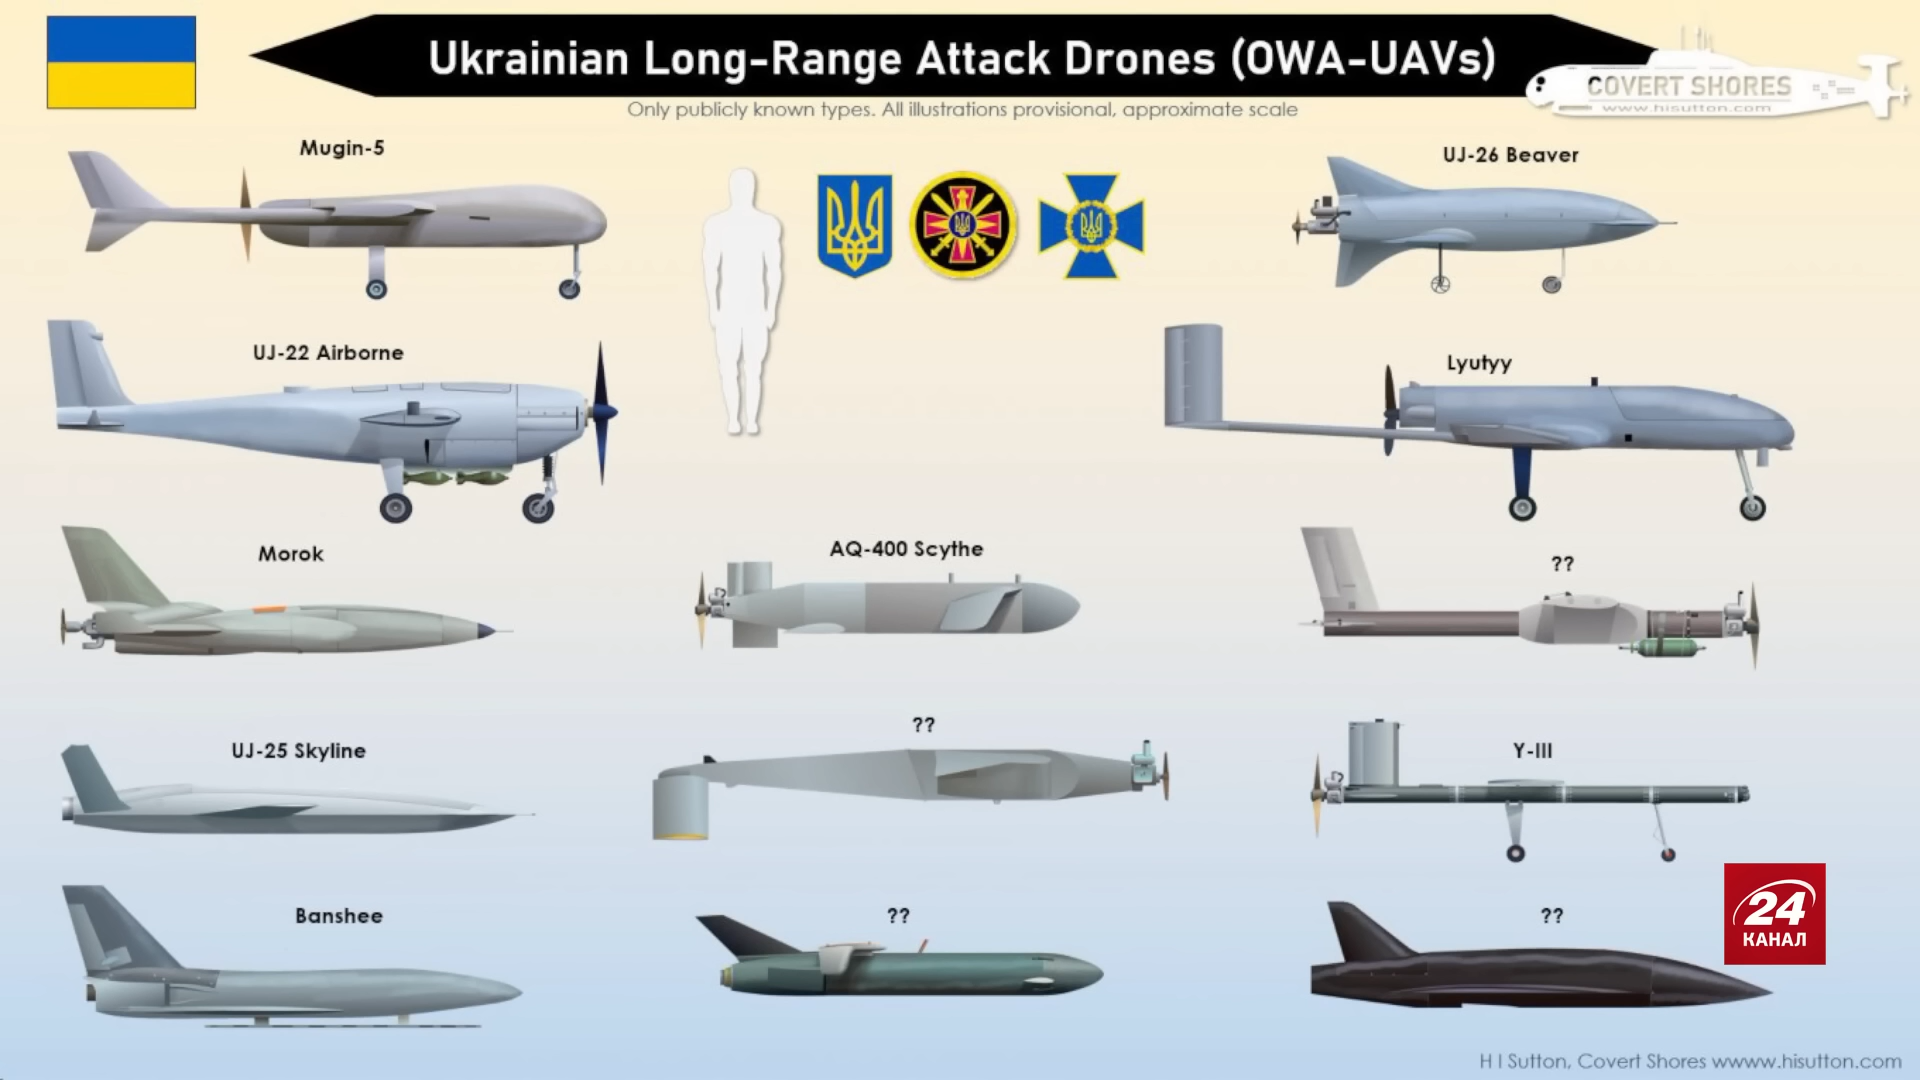 Ukrainian Long-Range Attack Drones (OWA-UAVs)
COVERT SHORES
www.hisutton.com
Only publicly known types. All illustrations provisional, approximate scale
Mugin-5
UJ-26 Beaver
UJ-22 Airborne
Lyutyy
Morok
AQ-400 Scythe
??
UJ-25 Skyline
??
Y-III
Banshee
??
??
24
КАНАЛ
H I Sutton, Covert Shores wwww.hisutton.com